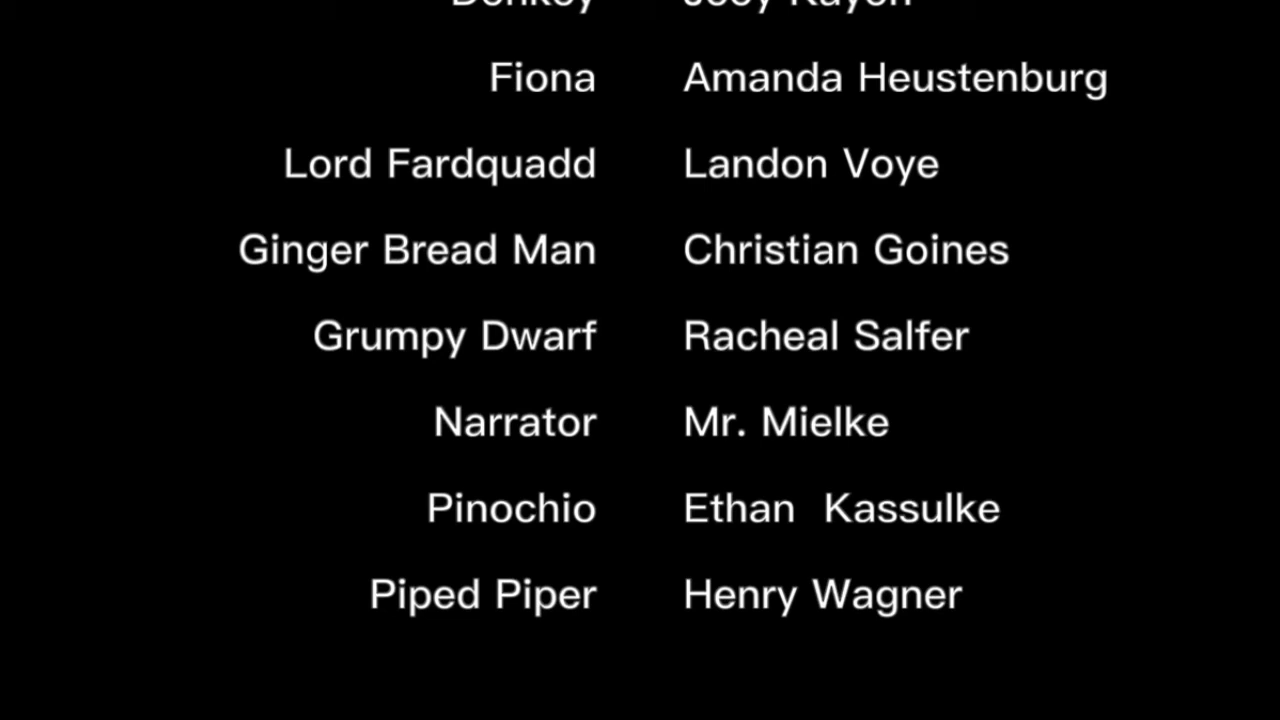 Donkey
Fiona Amanda Heustenburg
Lord Fardquadd Landon Voye
Ginger Bread Man Christian Goines
Grumpy Dwarf Racheal Salfer
Narrator Mr. Mielke
Pinochio Ethan  Kassulke
Piped Piper Henry Wagner